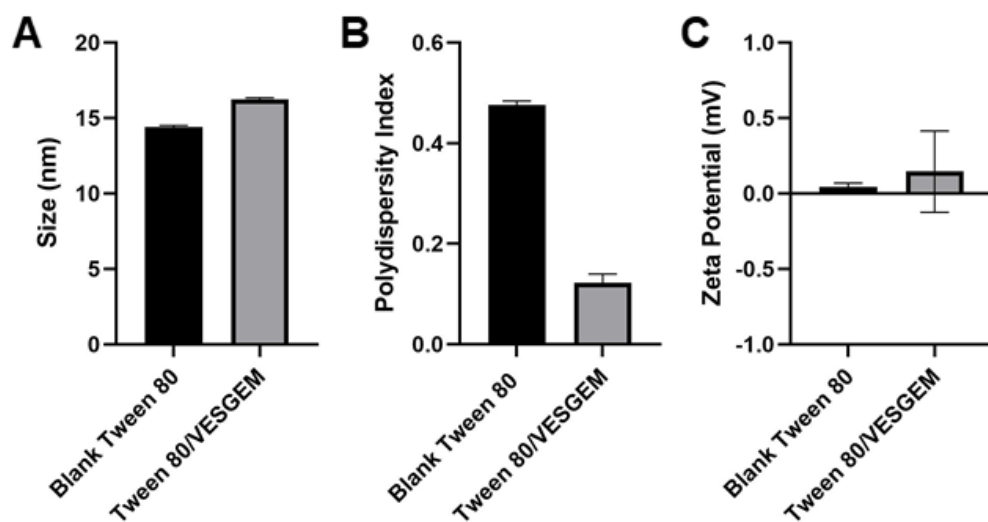 A
Size (nm)
20
15
10
5
0
Blank Tween 80
Tween 80/VESGEM
B
Polydispersity Index
0.6
0.4
0.2
0.0
Blank Tween 80
Tween 80/VESGEM
C
Zeta Potential (mV)
1.0
0.5
0.0
-0.5
-1.0
Blank Tween 80
Tween 80/VESGEM